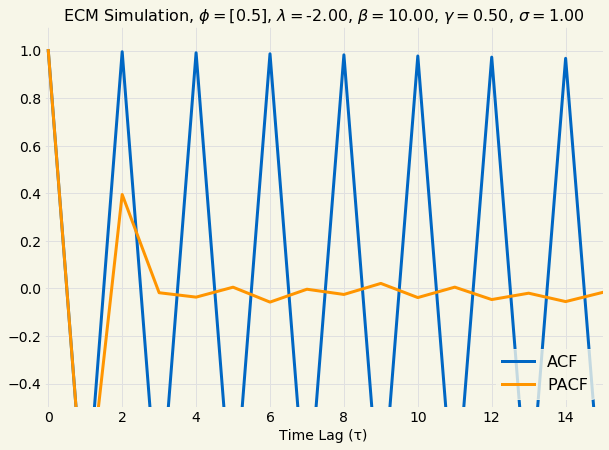 ECM Simulation, ϕ = [0.5], λ = -2.00, β = 10.00, γ = 0.50, σ = 1.00
1.0
0.8
0.6
0.4
0.2
0.0
−0.2
−0.4
ACF
PACF
0 2 4 6 8 10 12 14
Time Lag (τ)